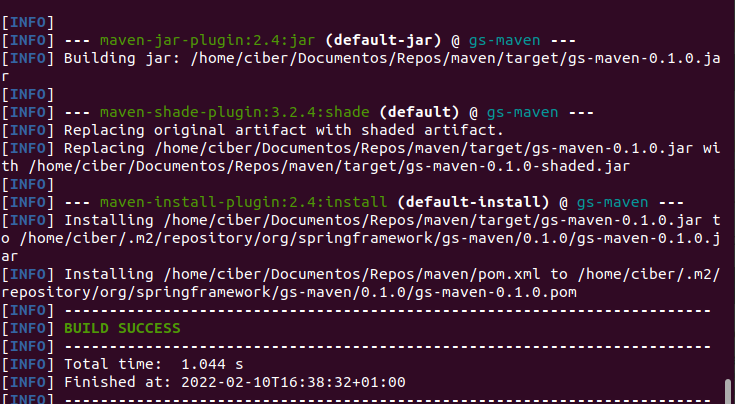 [INFO]
[INFO] --- maven-jar-plugin:2.4:jar (default-jar) @ gs-maven ---
[INFO] Building jar: /home/ciber/Documentos/Repos/maven/target/gs-maven-0.1.0.ja
r
[INFO]
[INFO] --- maven-shade-plugin:3.2.4:shade (default) @ gs-maven ---
[INFO] Replacing original artifact with shaded artifact.
[INFO] Replacing /home/ciber/Documentos/Repos/maven/target/gs-maven-0.1.0.jar wi
th /home/ciber/Documentos/Repos/maven/target/gs-maven-0.1.0-shaded.jar
[INFO]
[INFO] --- maven-install-plugin:2.4:install (default-install) @ gs-maven ---
[INFO] Installing /home/ciber/Documentos/Repos/maven/target/gs-maven-0.1.0.jar t
o /home/ciber/.m2/repository/org/springframework/gs-maven/0.1.0/gs-maven-0.1.0.j
ar
[INFO] Installing /home/ciber/Documentos/Repos/maven/pom.xml to /home/ciber/.m2/
repository/org/springframework/gs-maven/0.1.0/gs-maven-0.1.0.pom
[INFO] ------------------------------------------------------------------------
[INFO] BUILD SUCCESS
[INFO] ------------------------------------------------------------------------
[INFO] Total time:  1.044 s
[INFO] Finished at: 2022-02-10T16:38:32+01:00
[INFO] ------------------------------------------------------------------------